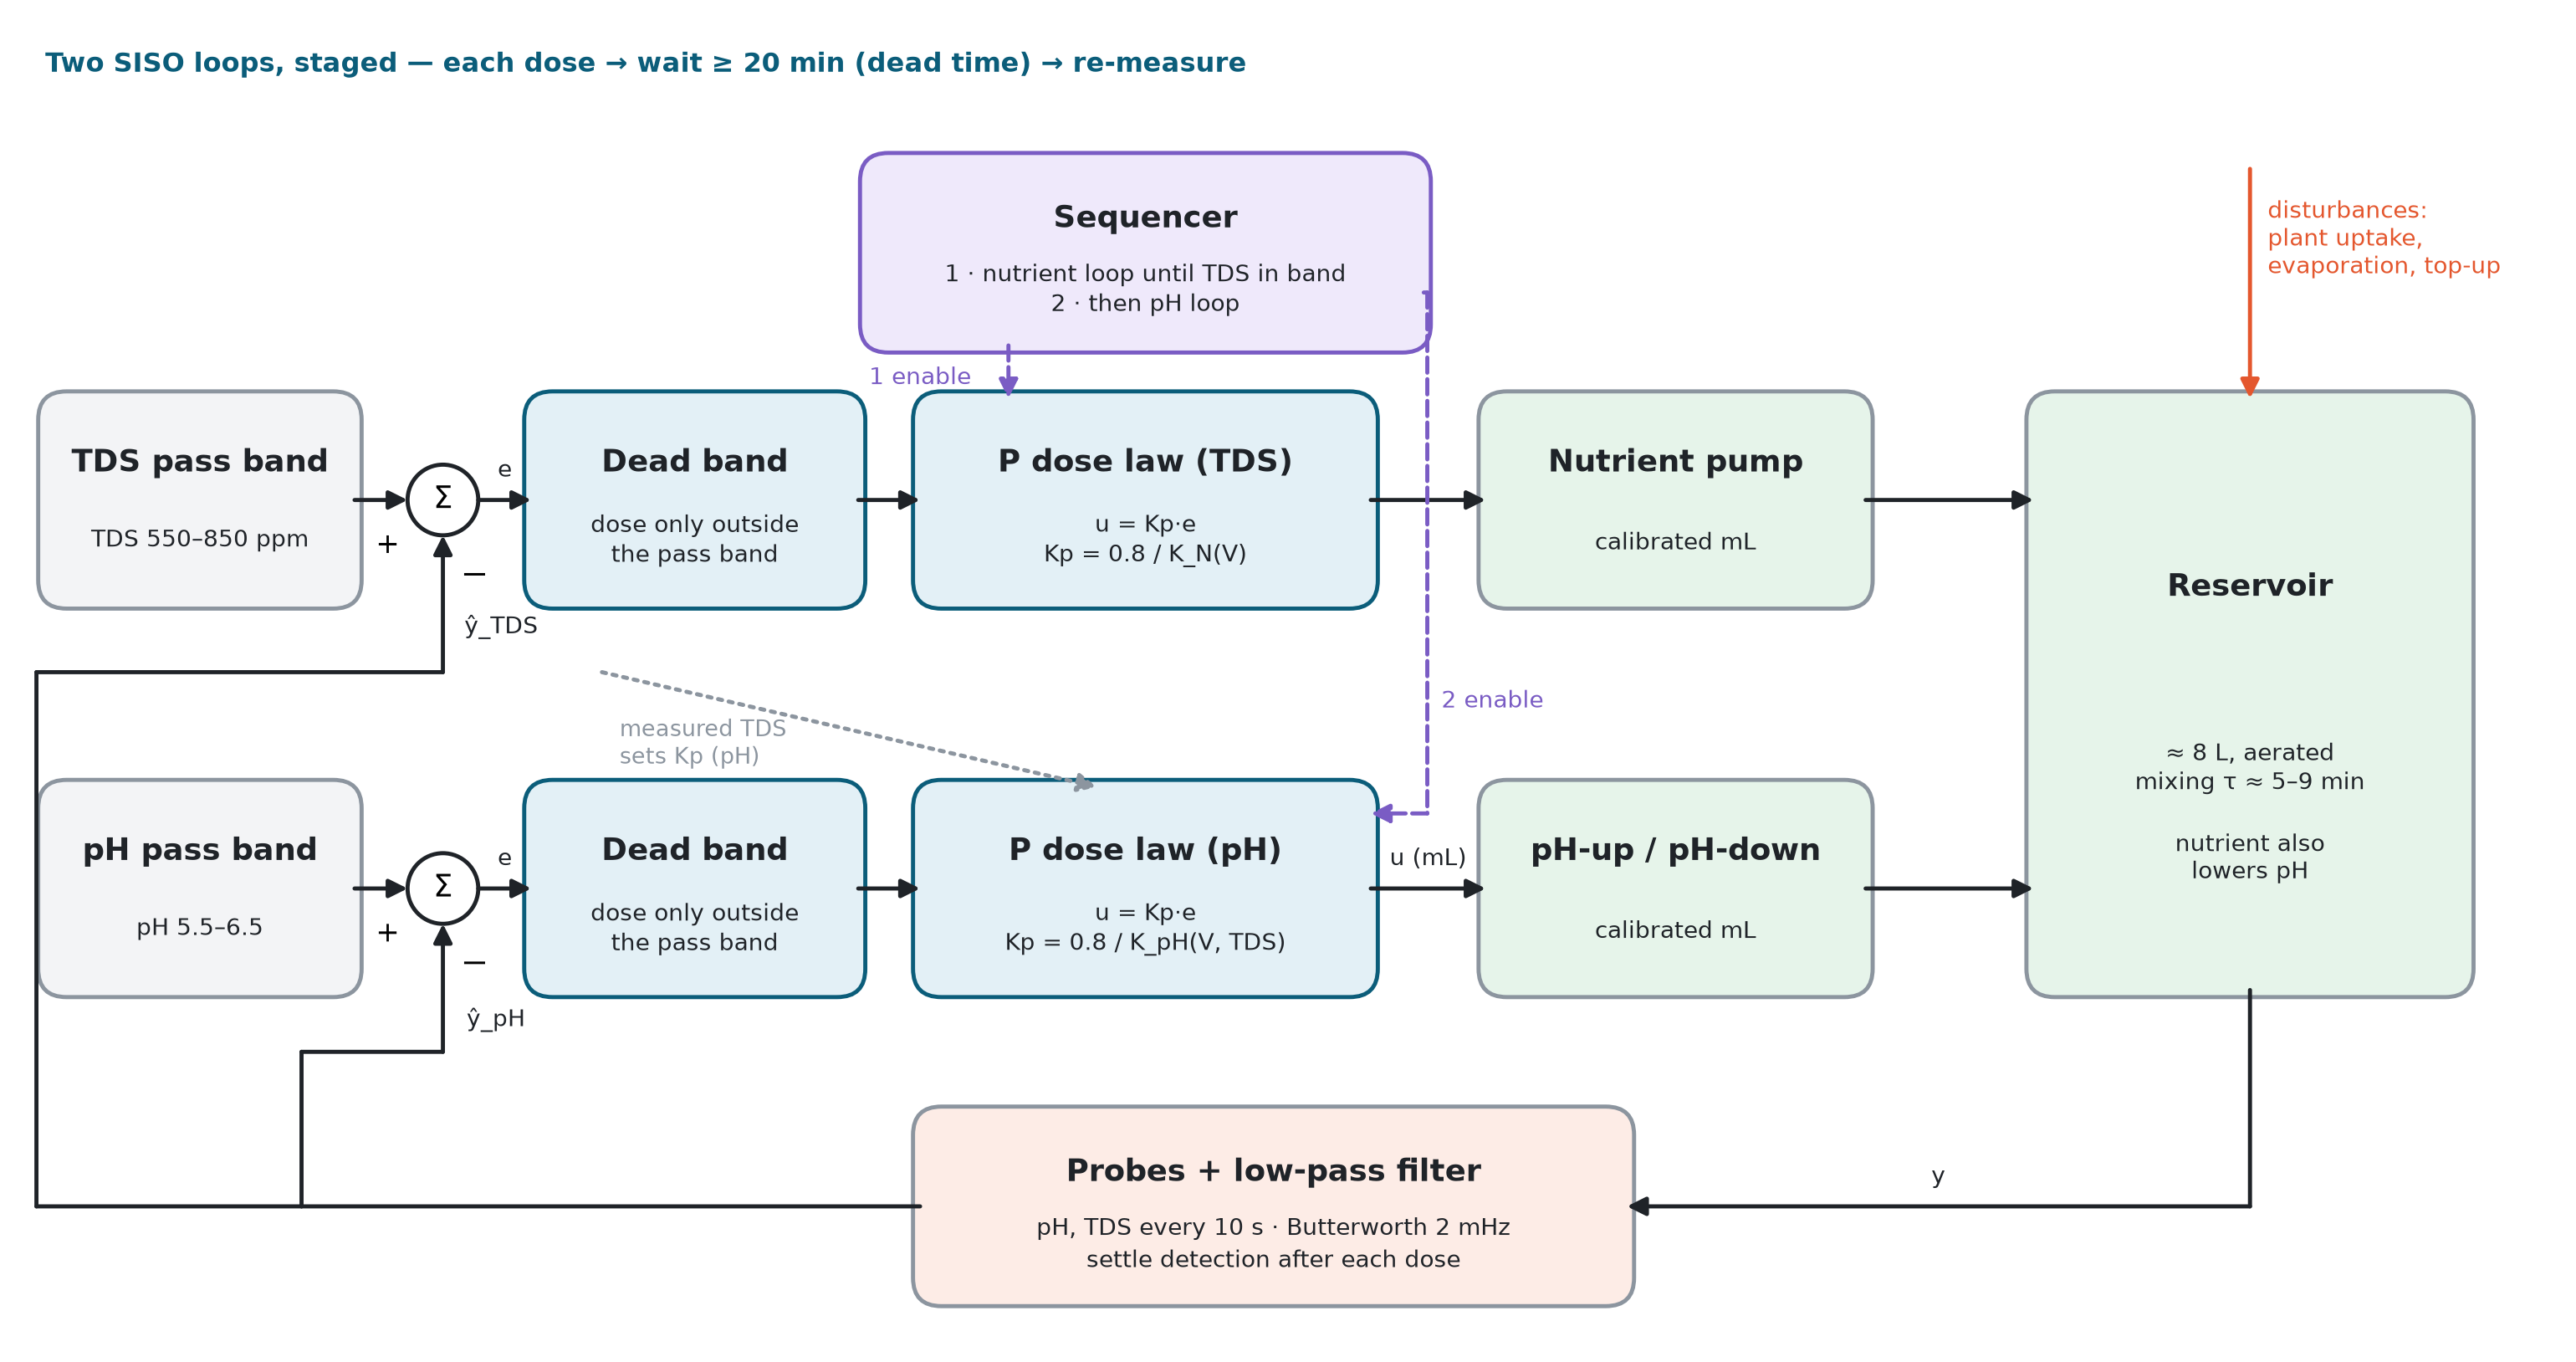 Two SISO loops, staged — each dose → wait ≥ 20 min (dead time) → re-measure
Sequencer
1 · nutrient loop until TDS in band
2 · then pH loop
disturbances:
plant uptake,
evaporation, top-up
1 enable
TDS pass band
TDS 550–850 ppm
Σ
+
−
e
ŷ_TDS
Dead band
dose only outside
the pass band
P dose law (TDS)
u = Kp·e
Kp = 0.8 / K_N(V)
Nutrient pump
calibrated mL
Reservoir
≈ 8 L, aerated
mixing τ ≈ 5–9 min
nutrient also
lowers pH
measured TDS
sets Kp (pH)
2 enable
pH pass band
pH 5.5–6.5
Σ
+
−
e
ŷ_pH
Dead band
dose only outside
the pass band
P dose law (pH)
u = Kp·e
Kp = 0.8 / K_pH(V, TDS)
u (mL)
pH-up / pH-down
calibrated mL
Probes + low-pass filter
pH, TDS every 10 s · Butterworth 2 mHz
settle detection after each dose
y